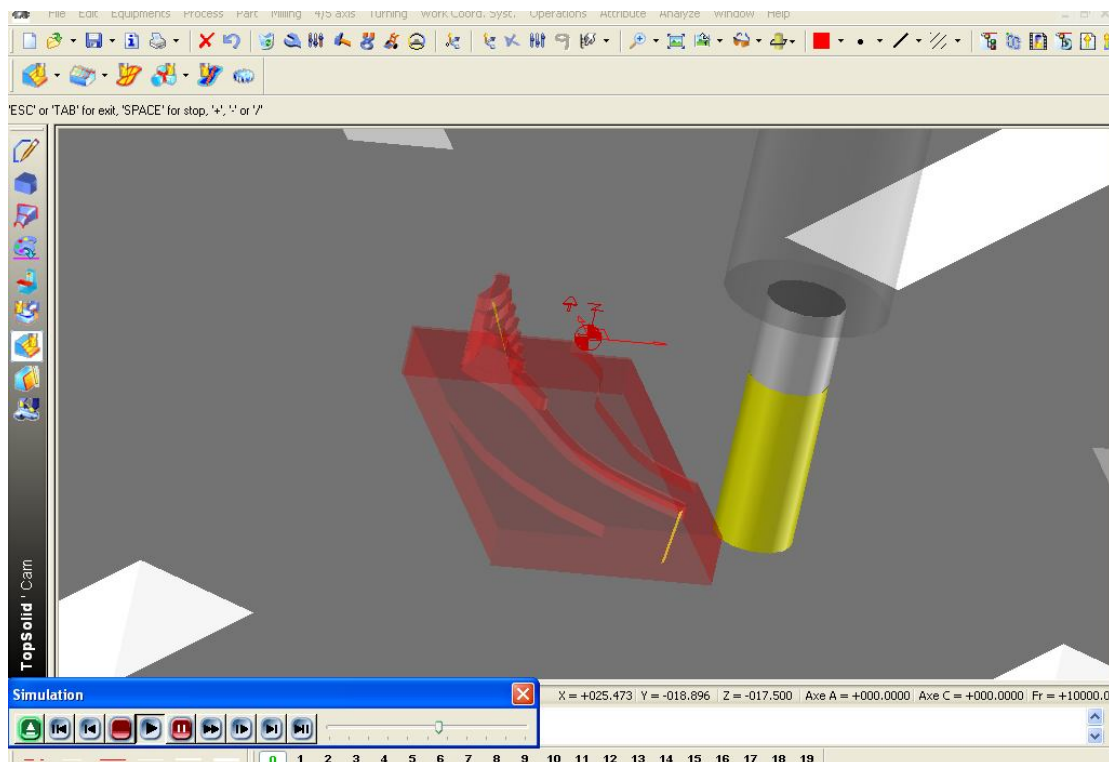 File Edit Equipments Process Part Milling 4/5 axis Turning Work Coord. Syst. Operations Attribute Analyze Window Help
'ESC' or 'TAB' for exit, 'SPACE' for stop, '+', '-' or '/'
Z
TopSolid'Cam
Simulation
X = +025.473 Y = -018.896 Z = -017.500 Axe A = +000.0000 Axe C = +000.0000 Fr = +10000.0
0 1 2 3 4 5 6 7 8 9 10 11 12 13 14 15 16 17 18 19